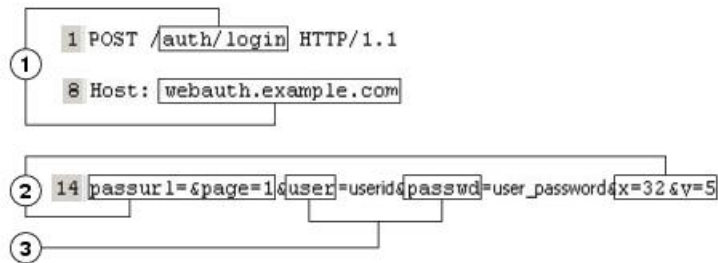 1 POST /auth/login HTTP/1.1
1
8 Host: webauth.example.com
2 14 passurl=&page=1&user=userid&passwd=user_password&x=32&y=5
3